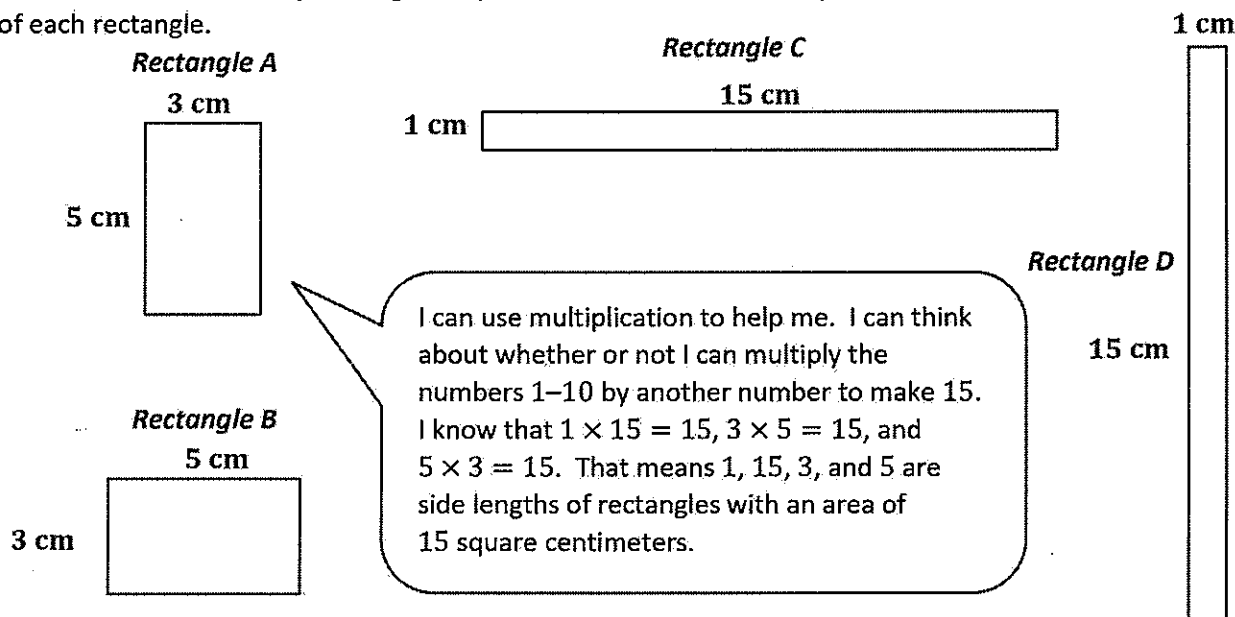 of each rectangle.
Rectangle A
3 cm
5 cm
Rectangle C
15 cm
1 cm
1 cm
Rectangle D
15 cm
I can use multiplication to help me. I can think
about whether or not I can multiply the
numbers 1–10 by another number to make 15.
I know that 1 × 15 = 15, 3 × 5 = 15, and
5 × 3 = 15. That means 1, 15, 3, and 5 are
side lengths of rectangles with an area of
15 square centimeters.
Rectangle B
5 cm
3 cm